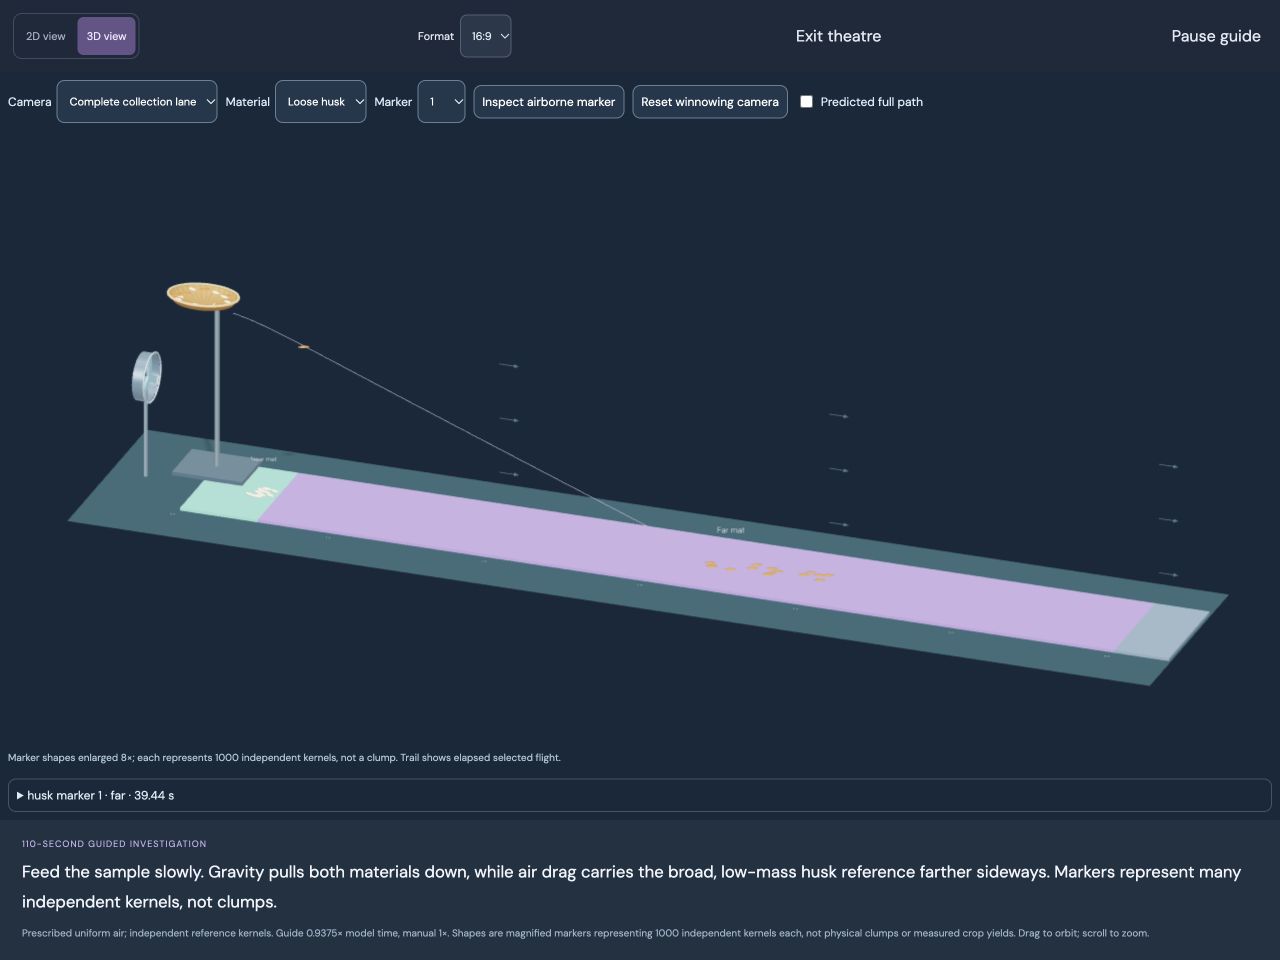 2D view
3D view
Format
16:9
Exit theatre
Pause guide
Camera
Complete collection lane
Material
Loose husk
Marker
1
Inspect airborne marker
Reset winnowing camera
Predicted full path
Near mat
Far mat
Marker shapes enlarged 8×; each represents 1000 independent kernels, not a clump. Trail shows elapsed selected flight.
husk marker 1 · far · 39.44 s
110-SECOND GUIDED INVESTIGATION
Feed the sample slowly. Gravity pulls both materials down, while air drag carries the broad, low-mass husk reference farther sideways. Markers represent many
independent kernels, not clumps.
Prescribed uniform air; independent reference kernels. Guide 0.9375× model time, manual 1×. Shapes are magnified markers representing 1000 independent kernels each, not physical clumps or measured crop yields. Drag to orbit; scroll to zoom.